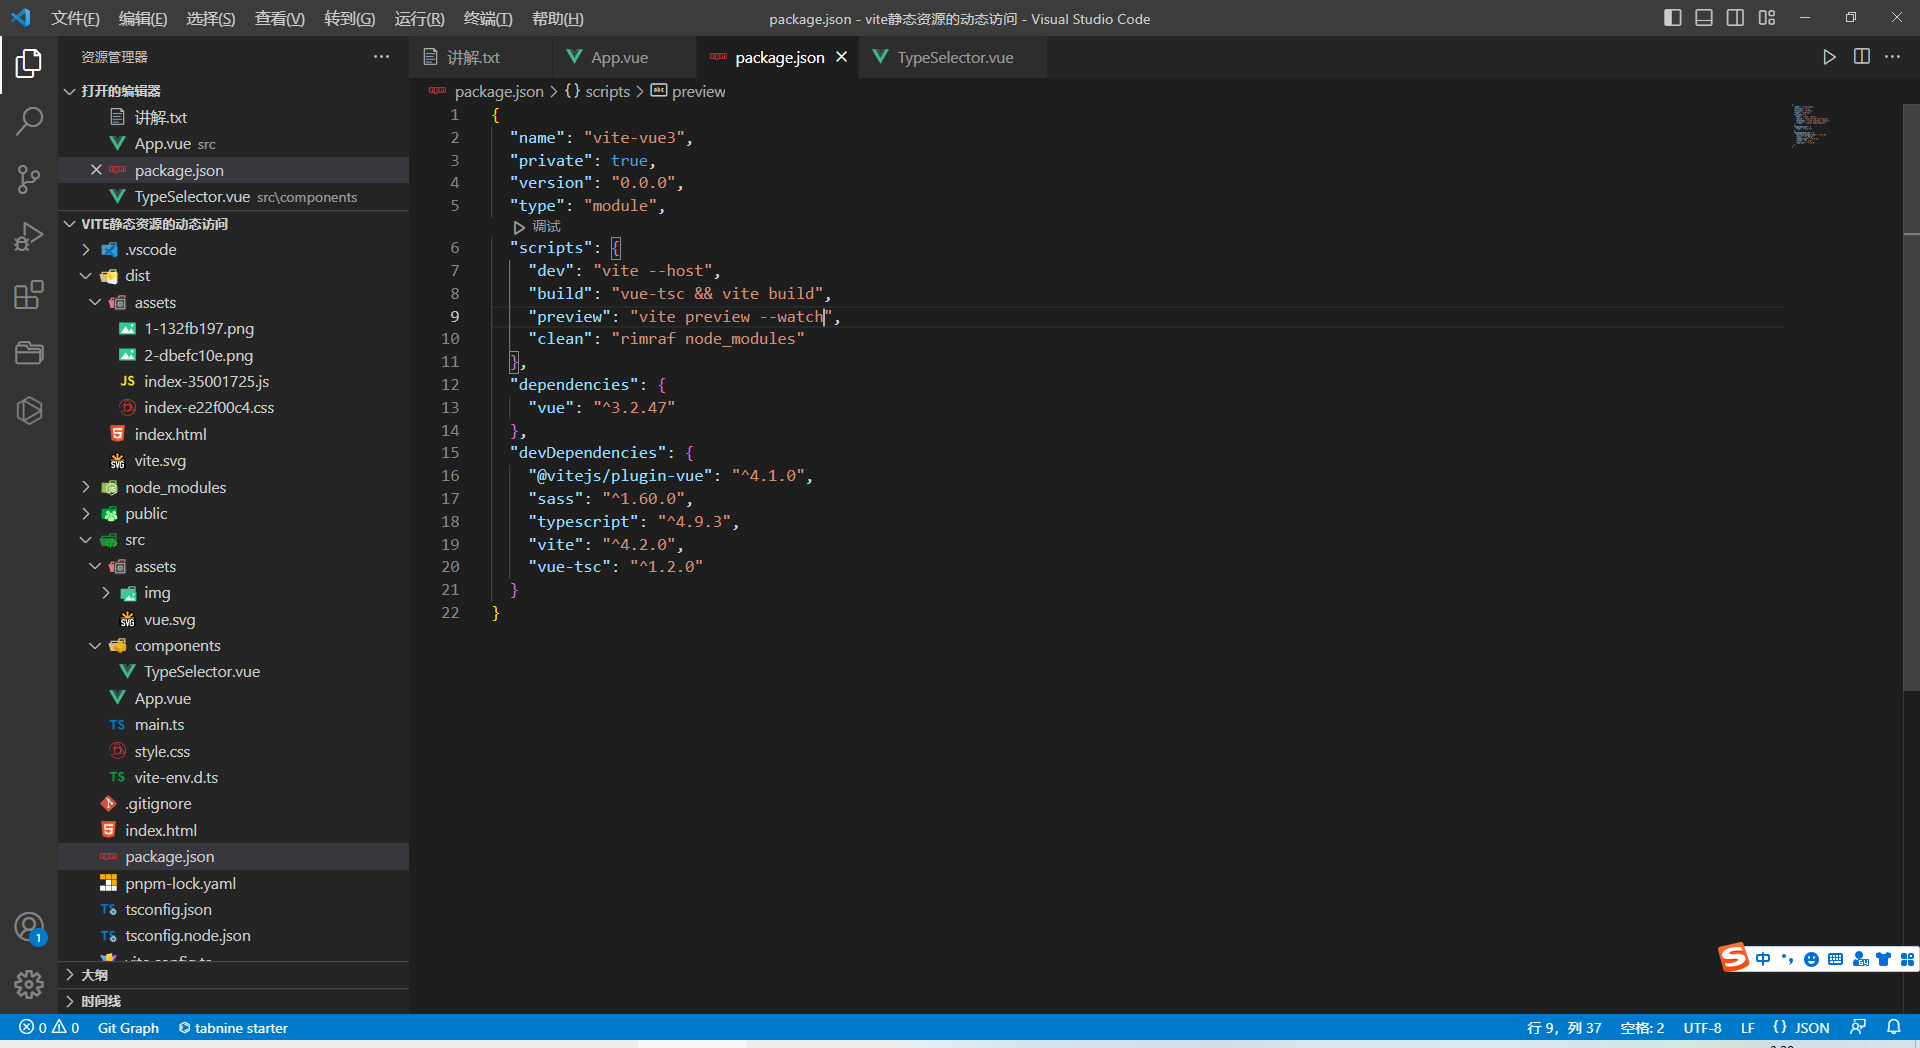 文件(F) 编辑(E) 选择(S) 查看(V) 转到(G) 运行(R) 终端(T) 帮助(H)
package.json - vite静态资源的动态访问 - Visual Studio Code
资源管理器
打开的编辑器
讲解.txt
App.vue src
package.json
TypeSelector.vue src\components
VITE静态资源的动态访问
.vscode
dist
assets
1-132fb197.png
2-dbefc10e.png
JS index-35001725.js
index-e22f00c4.css
index.html
vite.svg
node_modules
public
src
assets
img
vue.svg
components
TypeSelector.vue
App.vue
TS main.ts
style.css
TS vite-env.d.ts
.gitignore
index.html
package.json
pnpm-lock.yaml
tsconfig.json
tsconfig.node.json
vite.config.ts
大纲
时间线
讲解.txt App.vue package.json TypeSelector.vue
package.json > {} scripts > preview
1 {
2 "name": "vite-vue3",
3 "private": true,
4 "version": "0.0.0",
5 "type": "module",
调试
6 "scripts": {
7 "dev": "vite --host",
8 "build": "vue-tsc && vite build",
9 "preview": "vite preview --watch",
10 "clean": "rimraf node_modules"
11 },
12 "dependencies": {
13 "vue": "^3.2.47"
14 },
15 "devDependencies": {
16 "@vitejs/plugin-vue": "^4.1.0",
17 "sass": "^1.60.0",
18 "typescript": "^4.9.3",
19 "vite": "^4.2.0",
20 "vue-tsc": "^1.2.0"
21 }
22 }
中
1
0 0 Git Graph tabnine starter
行 9，列 37 空格: 2 UTF-8 LF {} JSON